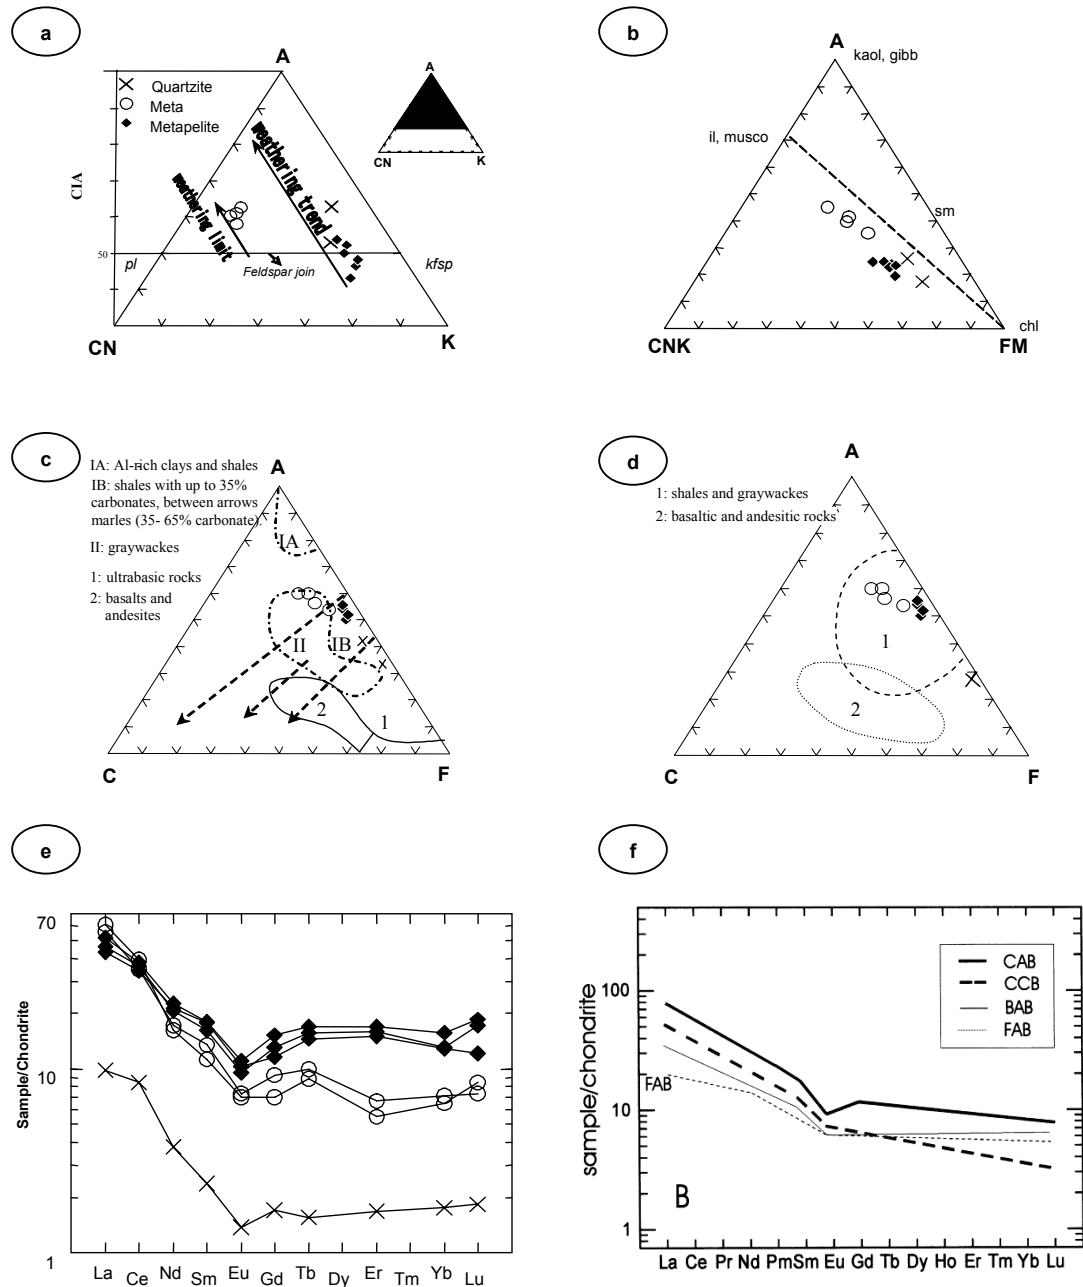 a
A
Quartzite
Meta
Metapelite
A
CN
K
CIA
weathering trend
weathering limit
50
pl
Feldspar join
kfsp
CN
K
b
A
kaol, gibb
il, musco
sm
chl
CNK
FM
c
IA: Al-rich clays and shales
IB: shales with up to 35%
carbonates, between arrows
marles (35- 65% carbonate).
II: graywackes
1: ultrabasic rocks
2: basalts and
andesites
A
IA
II
IB
2
1
C
F
d
A
1: shales and graywackes
2: basaltic and andesitic rocks
1
2
C
F
e
70
10
1
Sample/Chondrite
La Ce Nd Sm Eu Gd Tb Dy Er Tm Yb Lu
f
CAB
CCB
BAB
FAB
100
10
1
sample/chondrite
FAB
B
La Ce Pr Nd PmSm Eu Gd Tb Dy Ho Er Tm Yb Lu